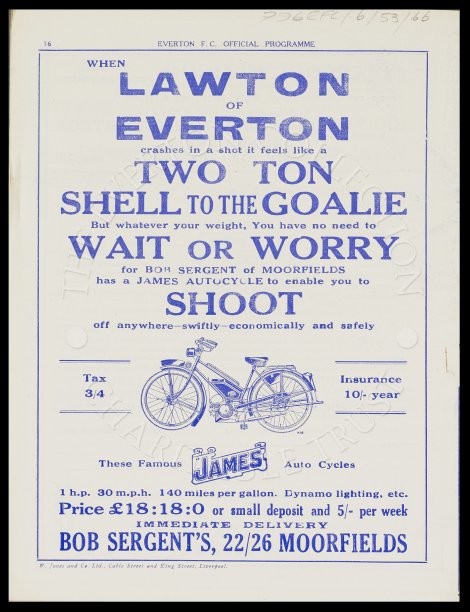 16
EVERTON F.C. OFFICIAL PROGRAMME
WHEN
LAWTON
OF
EVERTON
crashes in a shot it feels like a
TWO TON
SHELL TO THE GOALIE
But whatever your weight, You have no need to
WAIT OR WORRY
for BOB SERGENT of MOORFIELDS
has a JAMES AUTOCYCLE to enable you to
SHOOT
off anywhere—swiftly—economically and safely
Tax
3/4
Insurance
10/- year
These Famous JAMES Auto Cycles
1 h.p. 30 m.p.h. 140 miles per gallon. Dynamo lighting, etc.
Price £18:18:0 or small deposit and 5/- per week
IMMEDIATE DELIVERY
BOB SERGENT'S, 22/26 MOORFIELDS
W. Jones and Co. Ltd., Cable Street and King Street, Liverpool.